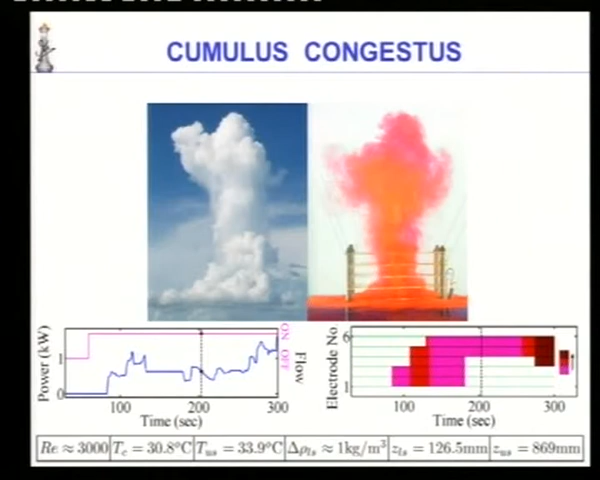 CUMULUS CONGESTUS
Power (kW)
1
0
100 200 300
Time (sec)
ON OFF
Flow
Electrode No.
6
1
100 200 300
Time (sec)
Re ≈ 3000 T_c = 30.8°C T_us = 33.9°C Δρ_ls ≈ 1kg/m³ z_ls = 126.5mm z_us = 869mm